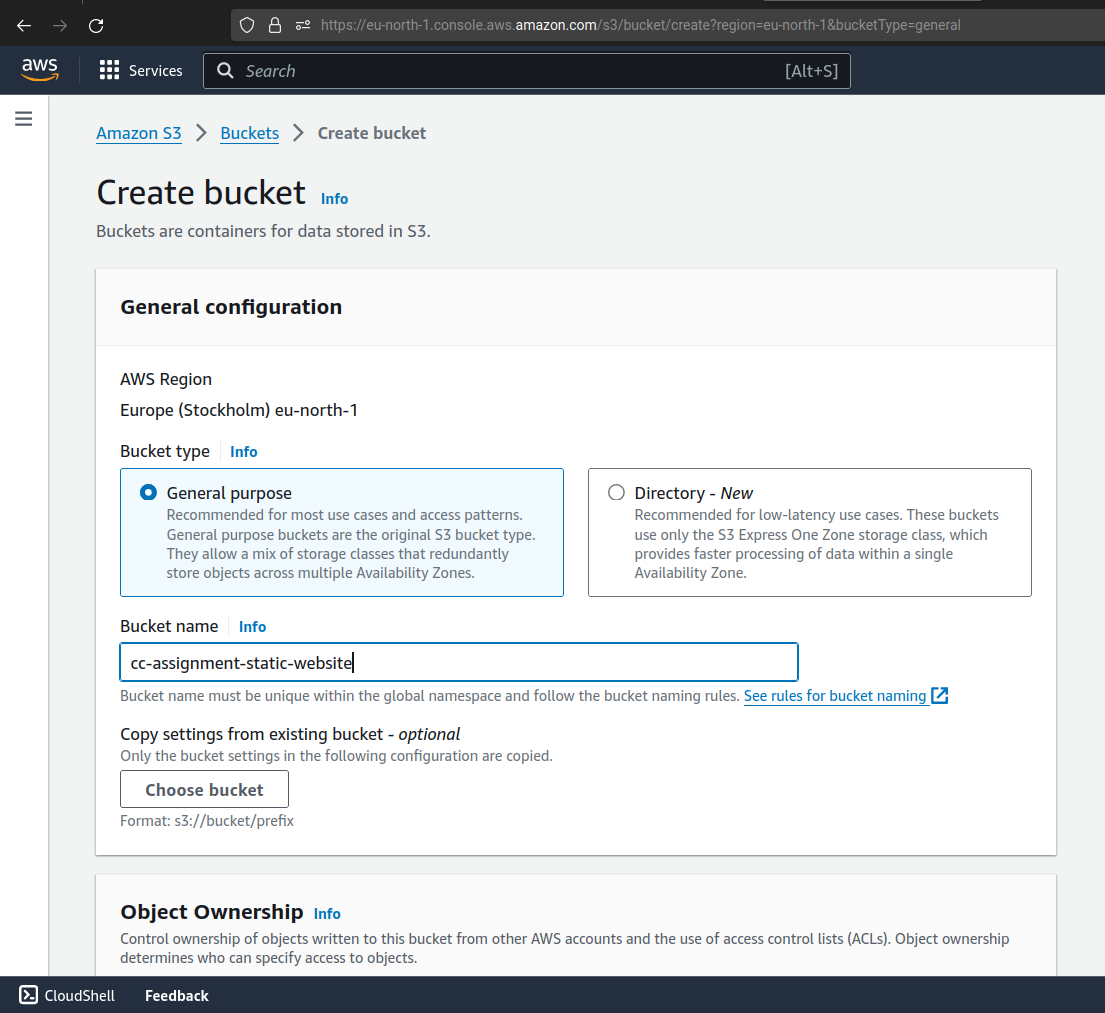 https://eu-north-1.console.aws.amazon.com/s3/bucket/create?region=eu-north-1&bucketType=general
aws
Services
Search
[Alt+S]
Amazon S3 > Buckets > Create bucket
Create bucket Info
Buckets are containers for data stored in S3.
General configuration
AWS Region
Europe (Stockholm) eu-north-1
Bucket type Info
General purpose
Recommended for most use cases and access patterns.
General purpose buckets are the original S3 bucket type.
They allow a mix of storage classes that redundantly
store objects across multiple Availability Zones.
Directory - New
Recommended for low-latency use cases. These buckets
use only the S3 Express One Zone storage class, which
provides faster processing of data within a single
Availability Zone.
Bucket name Info
cc-assignment-static-website
Bucket name must be unique within the global namespace and follow the bucket naming rules. See rules for bucket naming
Copy settings from existing bucket - optional
Only the bucket settings in the following configuration are copied.
Choose bucket
Format: s3://bucket/prefix
Object Ownership Info
Control ownership of objects written to this bucket from other AWS accounts and the use of access control lists (ACLs). Object ownership
determines who can specify access to objects.
CloudShell
Feedback